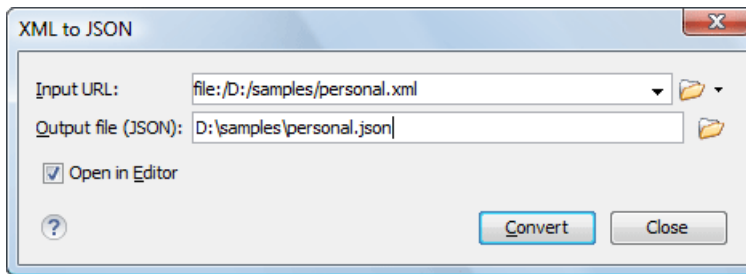 XML to JSON
Input URL: file:/D:/samples/personal.xml
Output file (JSON): D:\samples\personal.json
Open in Editor
? Convert Close